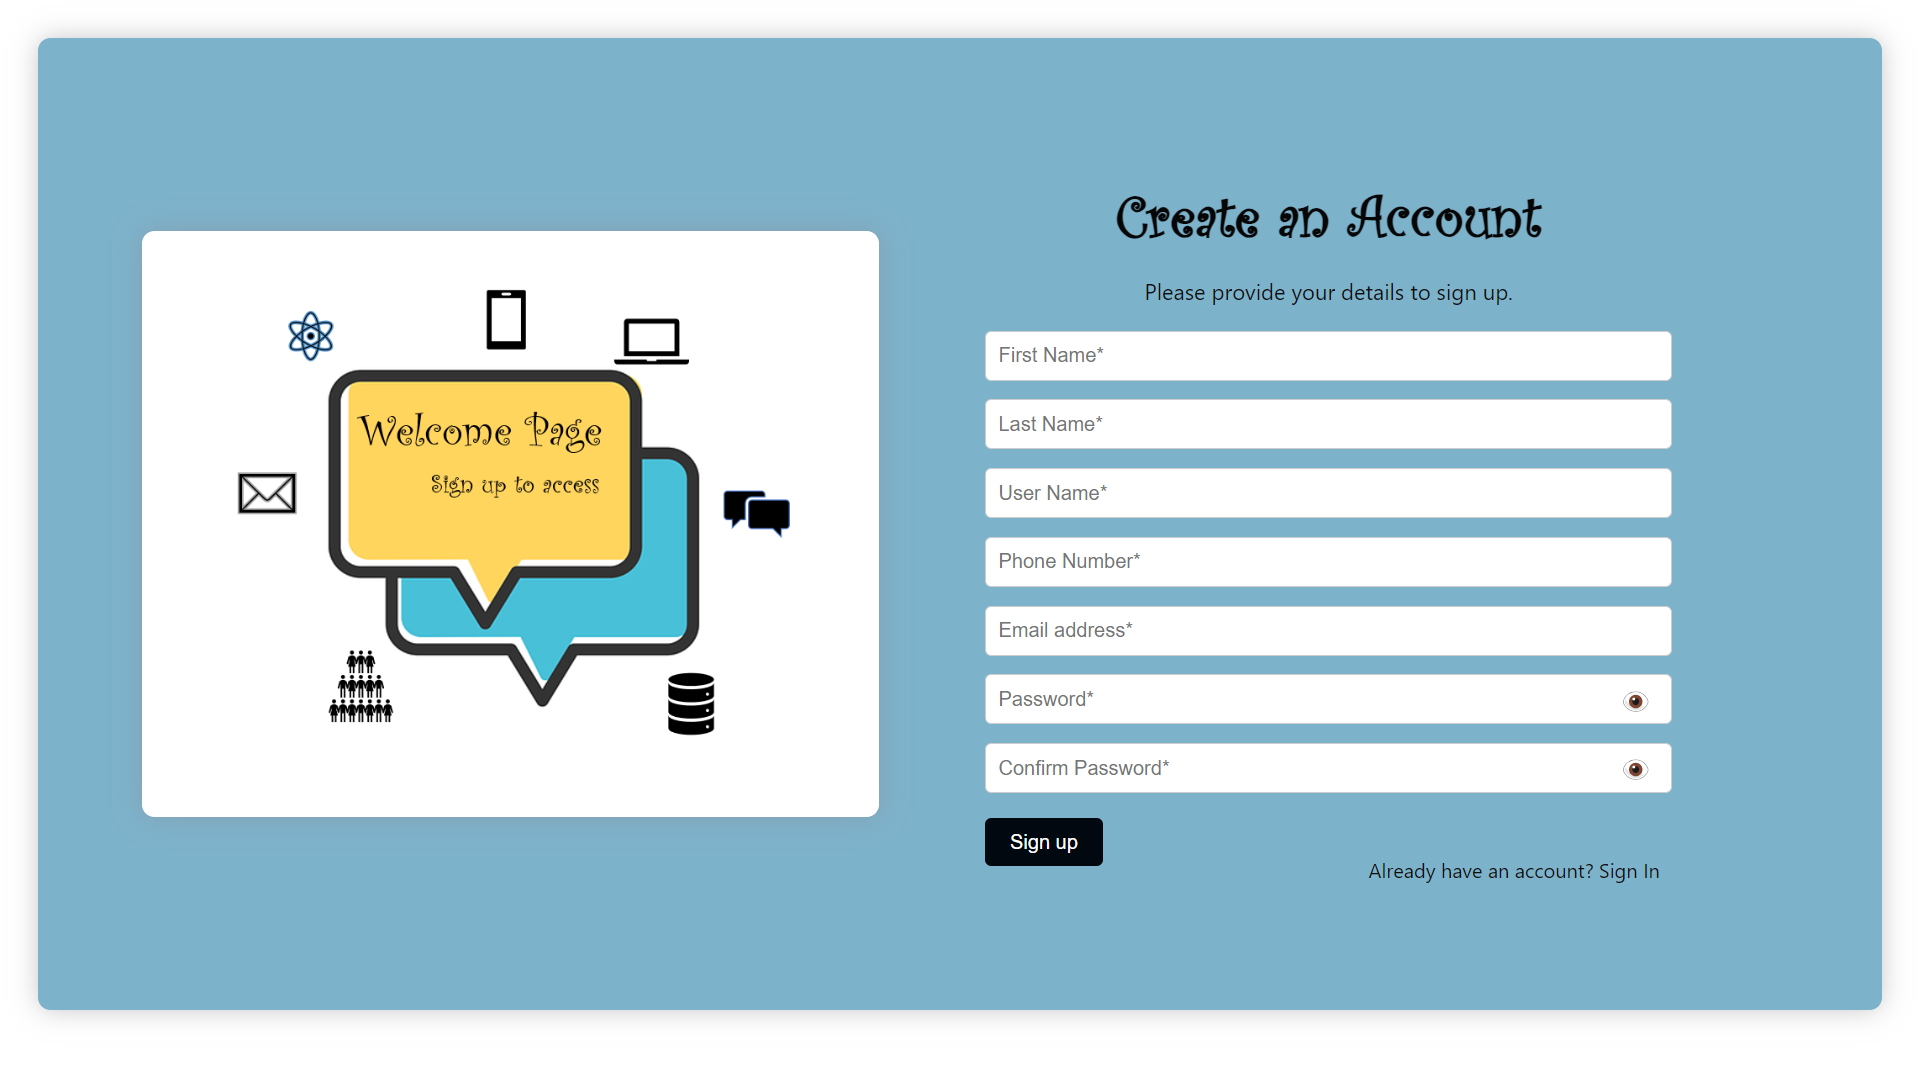 Welcome Page
Sign up to access
Create an Account
Please provide your details to sign up.
First Name*
Last Name*
User Name*
Phone Number*
Email address*
Password*
Confirm Password*
Sign up
Already have an account? Sign In